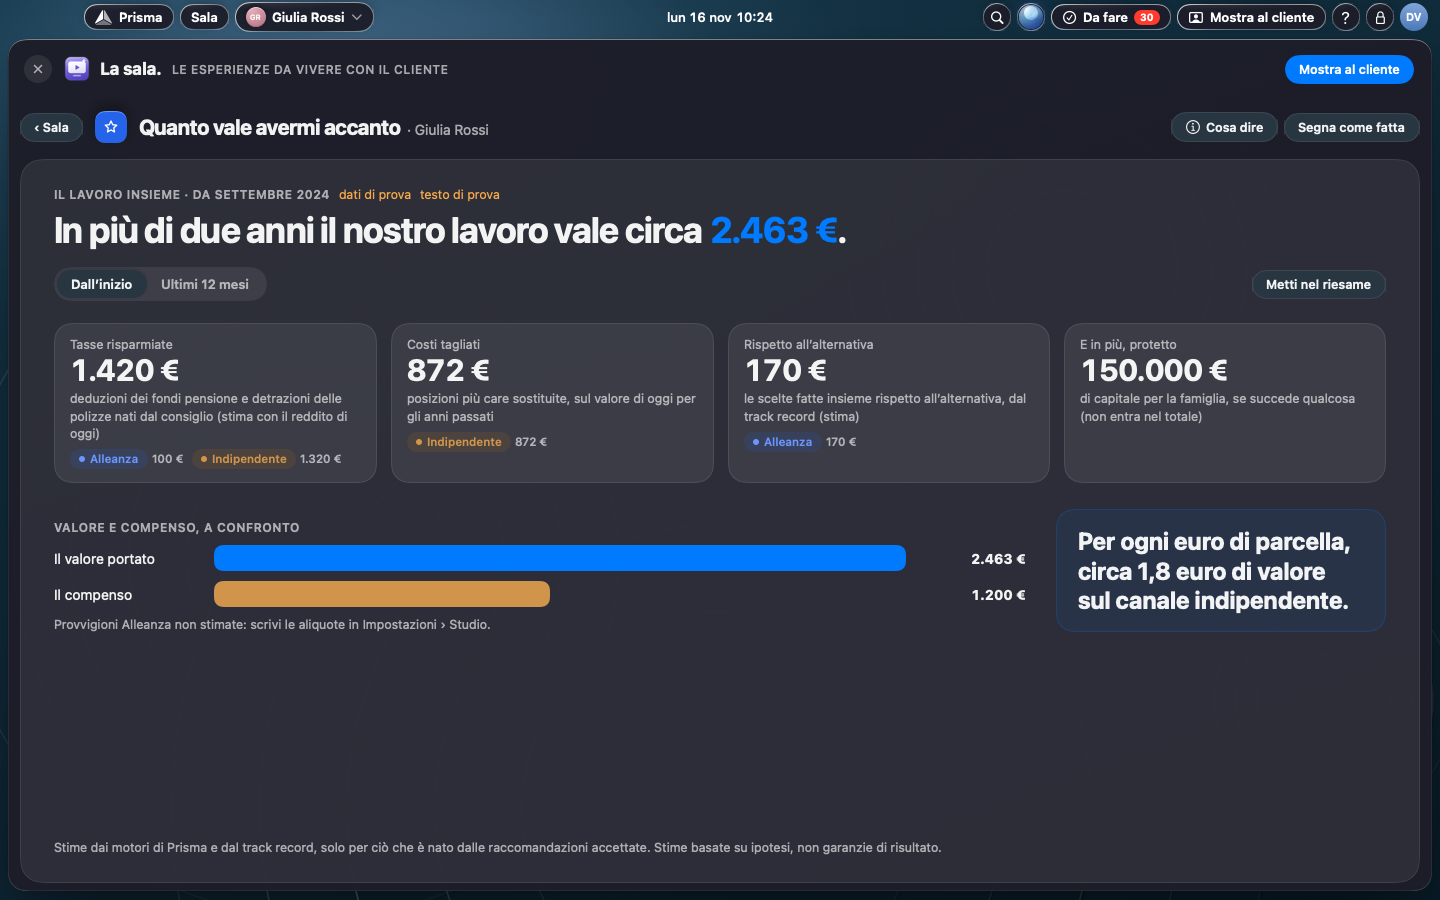 Prisma
Sala
GR Giulia Rossi
lun 16 nov 10:24
Da fare 30
Mostra al cliente
?
DV
La sala. LE ESPERIENZE DA VIVERE CON IL CLIENTE
Mostra al cliente
‹ Sala
Quanto vale avermi accanto · Giulia Rossi
Cosa dire
Segna come fatta
IL LAVORO INSIEME · DA SETTEMBRE 2024 dati di prova testo di prova
In più di due anni il nostro lavoro vale circa 2.463 €.
Dall'inizio
Ultimi 12 mesi
Metti nel riesame
Tasse risparmiate
1.420 €
deduzioni dei fondi pensione e detrazioni delle
polizze nati dal consiglio (stima con il reddito di
oggi)
Alleanza 100 € Indipendente 1.320 €
Costi tagliati
872 €
posizioni più care sostituite, sul valore di oggi per
gli anni passati
Indipendente 872 €
Rispetto all'alternativa
170 €
le scelte fatte insieme rispetto all'alternativa, dal
track record (stima)
Alleanza 170 €
E in più, protetto
150.000 €
di capitale per la famiglia, se succede qualcosa
(non entra nel totale)
VALORE E COMPENSO, A CONFRONTO
Il valore portato 2.463 €
Il compenso 1.200 €
Provvigioni Alleanza non stimate: scrivi le aliquote in Impostazioni › Studio.
Per ogni euro di parcella,
circa 1,8 euro di valore
sul canale indipendente.
Stime dai motori di Prisma e dal track record, solo per ciò che è nato dalle raccomandazioni accettate. Stime basate su ipotesi, non garanzie di risultato.